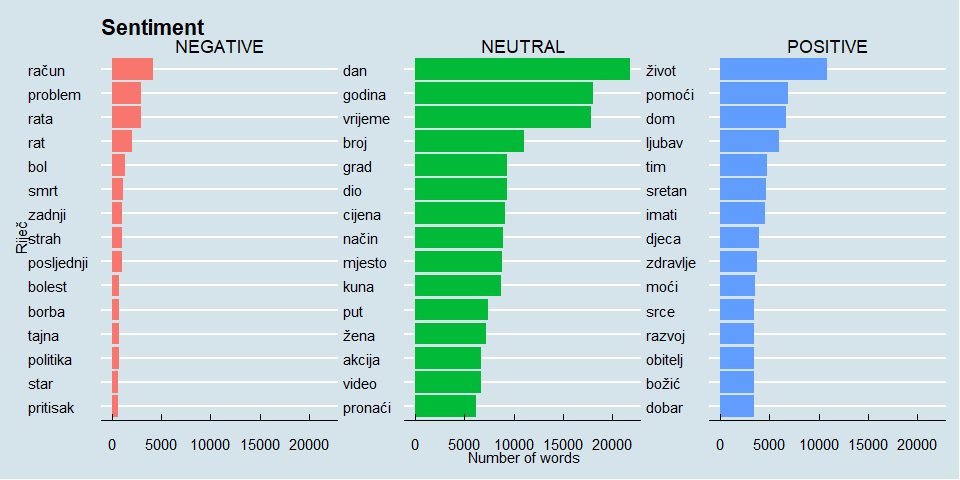 Sentiment
NEGATIVE
NEUTRAL
POSITIVE
Riječ
račun
problem
rata
rat
bol
smrt
zadnji
strah
posljednji
bolest
borba
tajna
politika
star
pritisak
0 5000 10000 15000 20000
dan
godina
vrijeme
broj
grad
dio
cijena
način
mjesto
kuna
put
žena
akcija
video
pronaći
0 5000 10000 15000 20000
život
pomoći
dom
ljubav
tim
sretan
imati
djeca
zdravlje
moći
srce
razvoj
obitelj
božić
dobar
0 5000 10000 15000 20000
Number of words